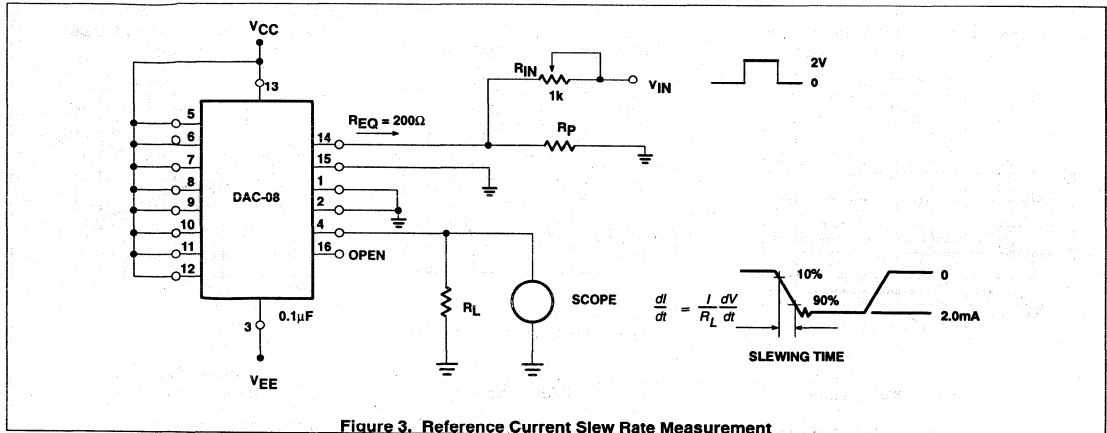 VCC
13
5
6
7
8
9
10
11
12
DAC-08
14
15
1
2
4
16
OPEN
REQ = 200Ω
RIN
1k
VIN
RP
2V
0
RL
SCOPE
0.1μF
3
VEE
dI/dt = I/RL dV/dt
10%
90%
0
2.0mA
SLEWING TIME
Figure 3. Reference Current Slew Rate Measurement